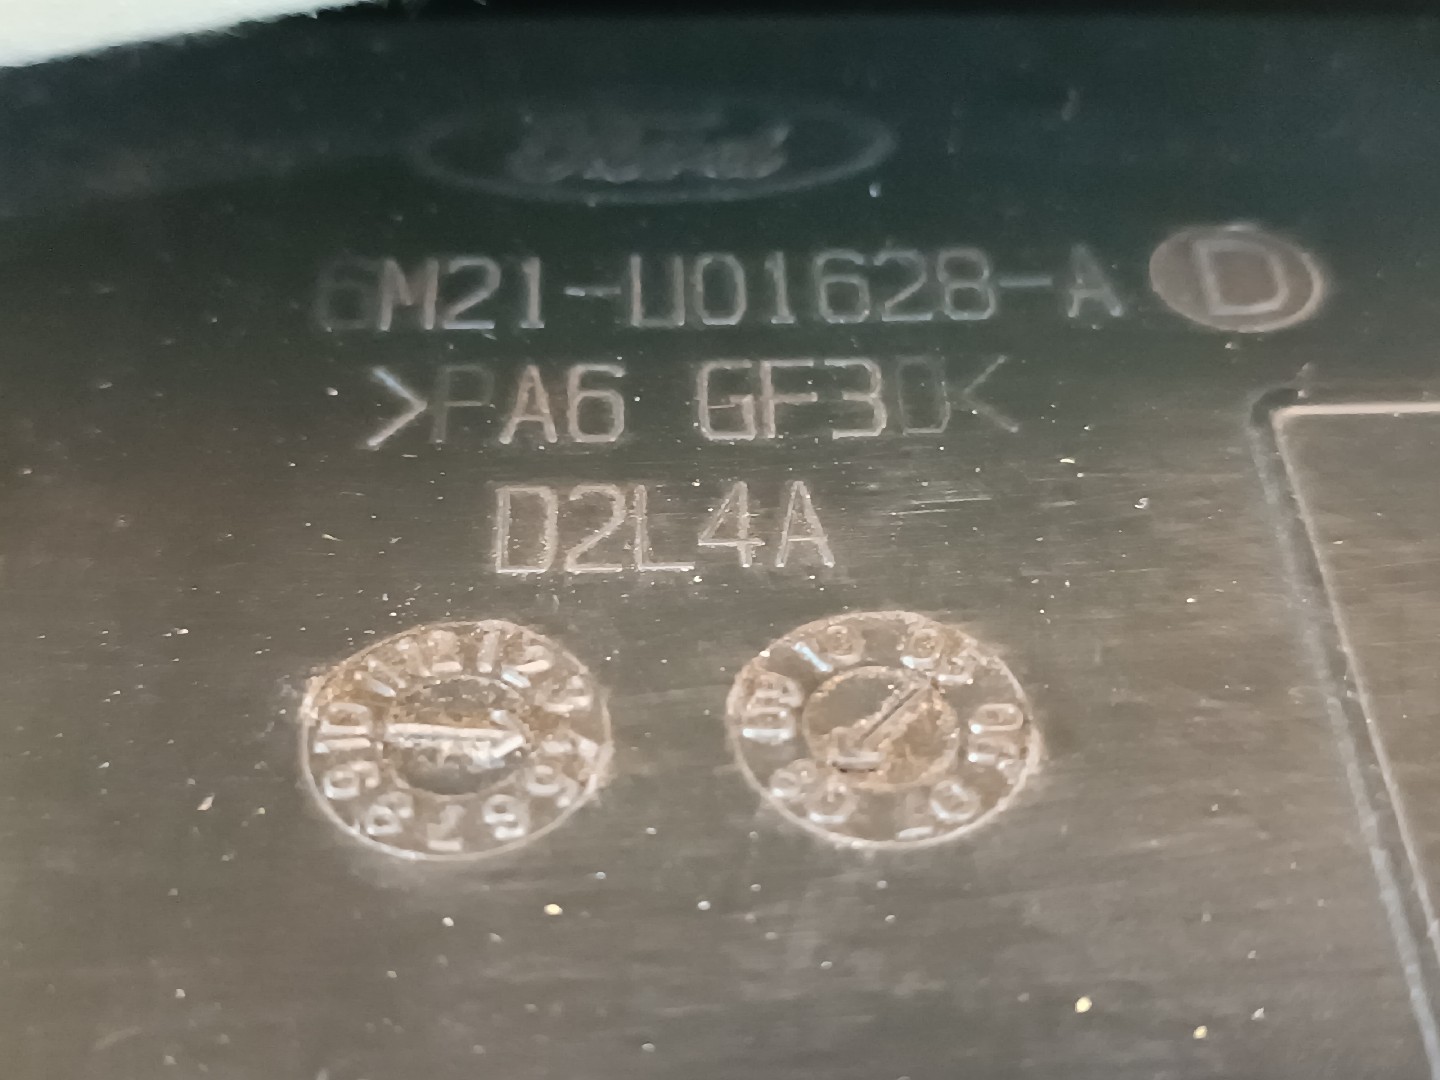 Ford
6M21-U01628-A D
>PA6 GF30<
D2L4A